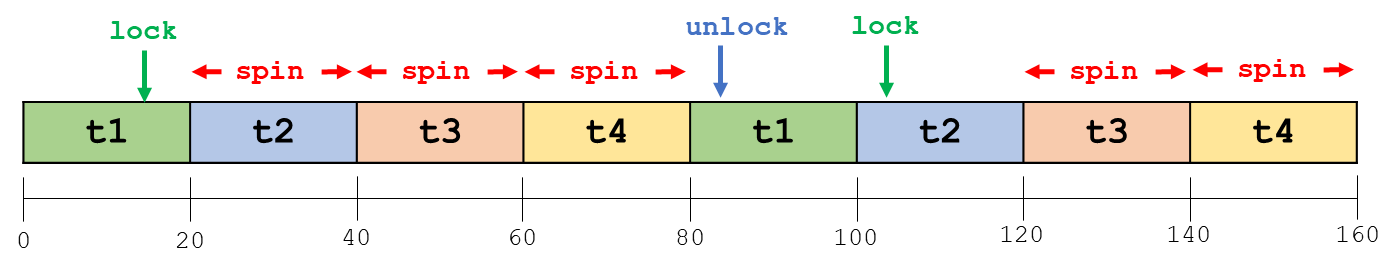 lock unlock lock
spin spin spin spin spin
t1 t2 t3 t4 t1 t2 t3 t4
0 20 40 60 80 100 120 140 160